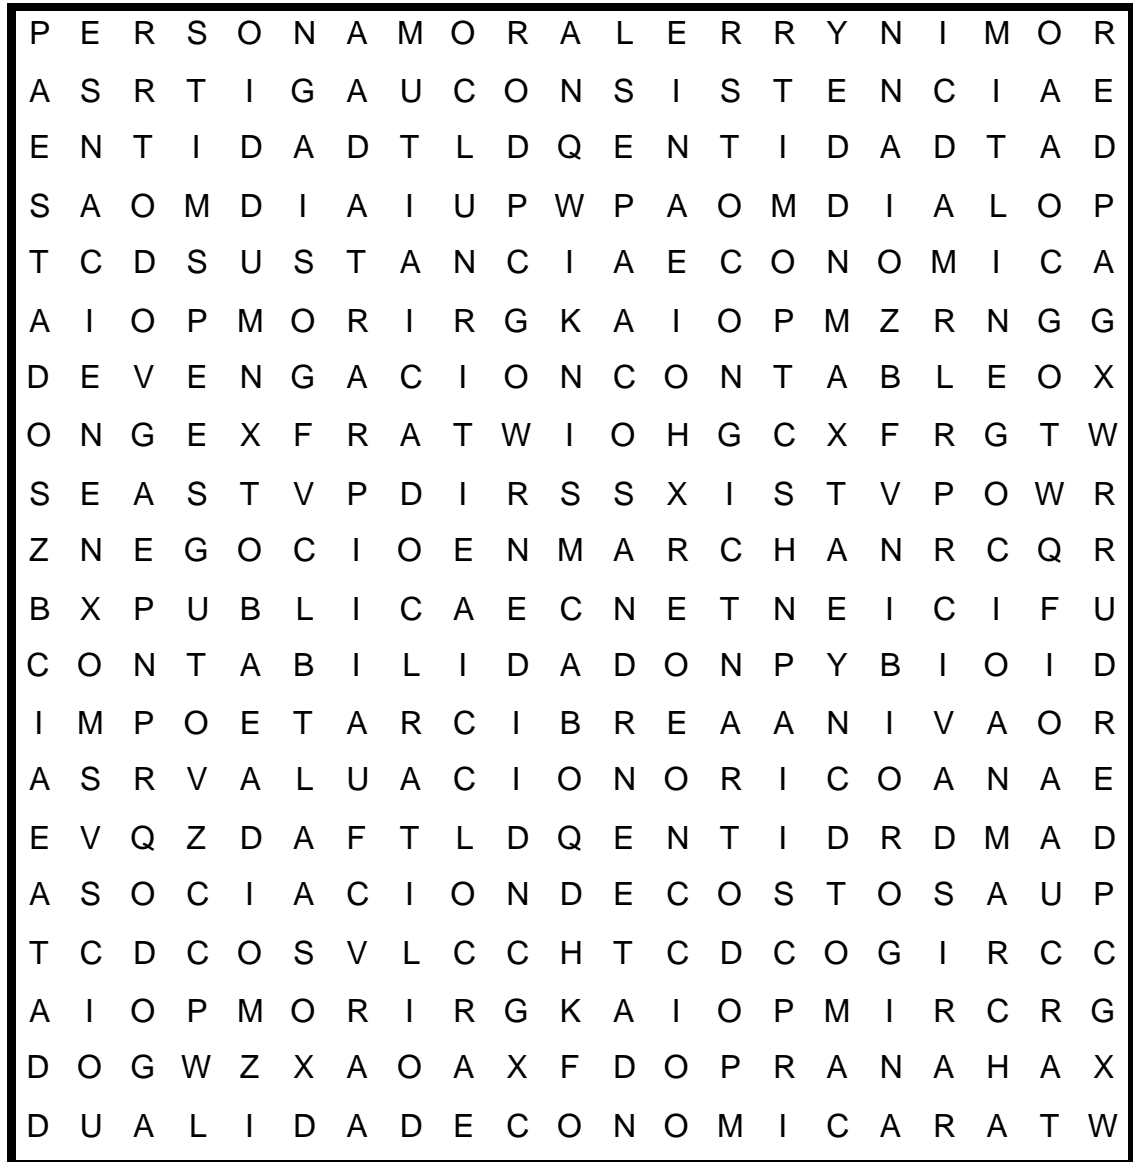 P E R S O N A M O R A L E R R Y N I M O R
A S R T I G A U C O N S I S T E N C I A E
E N T I D A D T L D Q E N T I D A D T A D
S A O M D I A I U P W P A O M D I A L O P
T C D S U S T A N C I A E C O N O M I C A
A I O P M O R I R G K A I O P M Z R N G G
D E V E N G A C I O N C O N T A B L E O X
O N G E X F R A T W I O H G C X F R G T W
S E A S T V P D I R S S X I S T V P O W R
Z N E G O C I O E N M A R C H A N R C Q R
B X P U B L I C A E C N E T N E I C I F U
C O N T A B I L I D A D O N P Y B I O I D
I M P O E T A R C I B R E A A N I V A O R
A S R V A L U A C I O N O R I C O A N A E
E V Q Z D A F T L D Q E N T I D R D M A D
A S O C I A C I O N D E C O S T O S A U P
T C D C O S V L C C H T C D C O G I R C C
A I O P M O R I R G K A I O P M I R C R G
D O G W Z X A O A X F D O P R A N A H A X
D U A L I D A D E C O N O M I C A R A T W